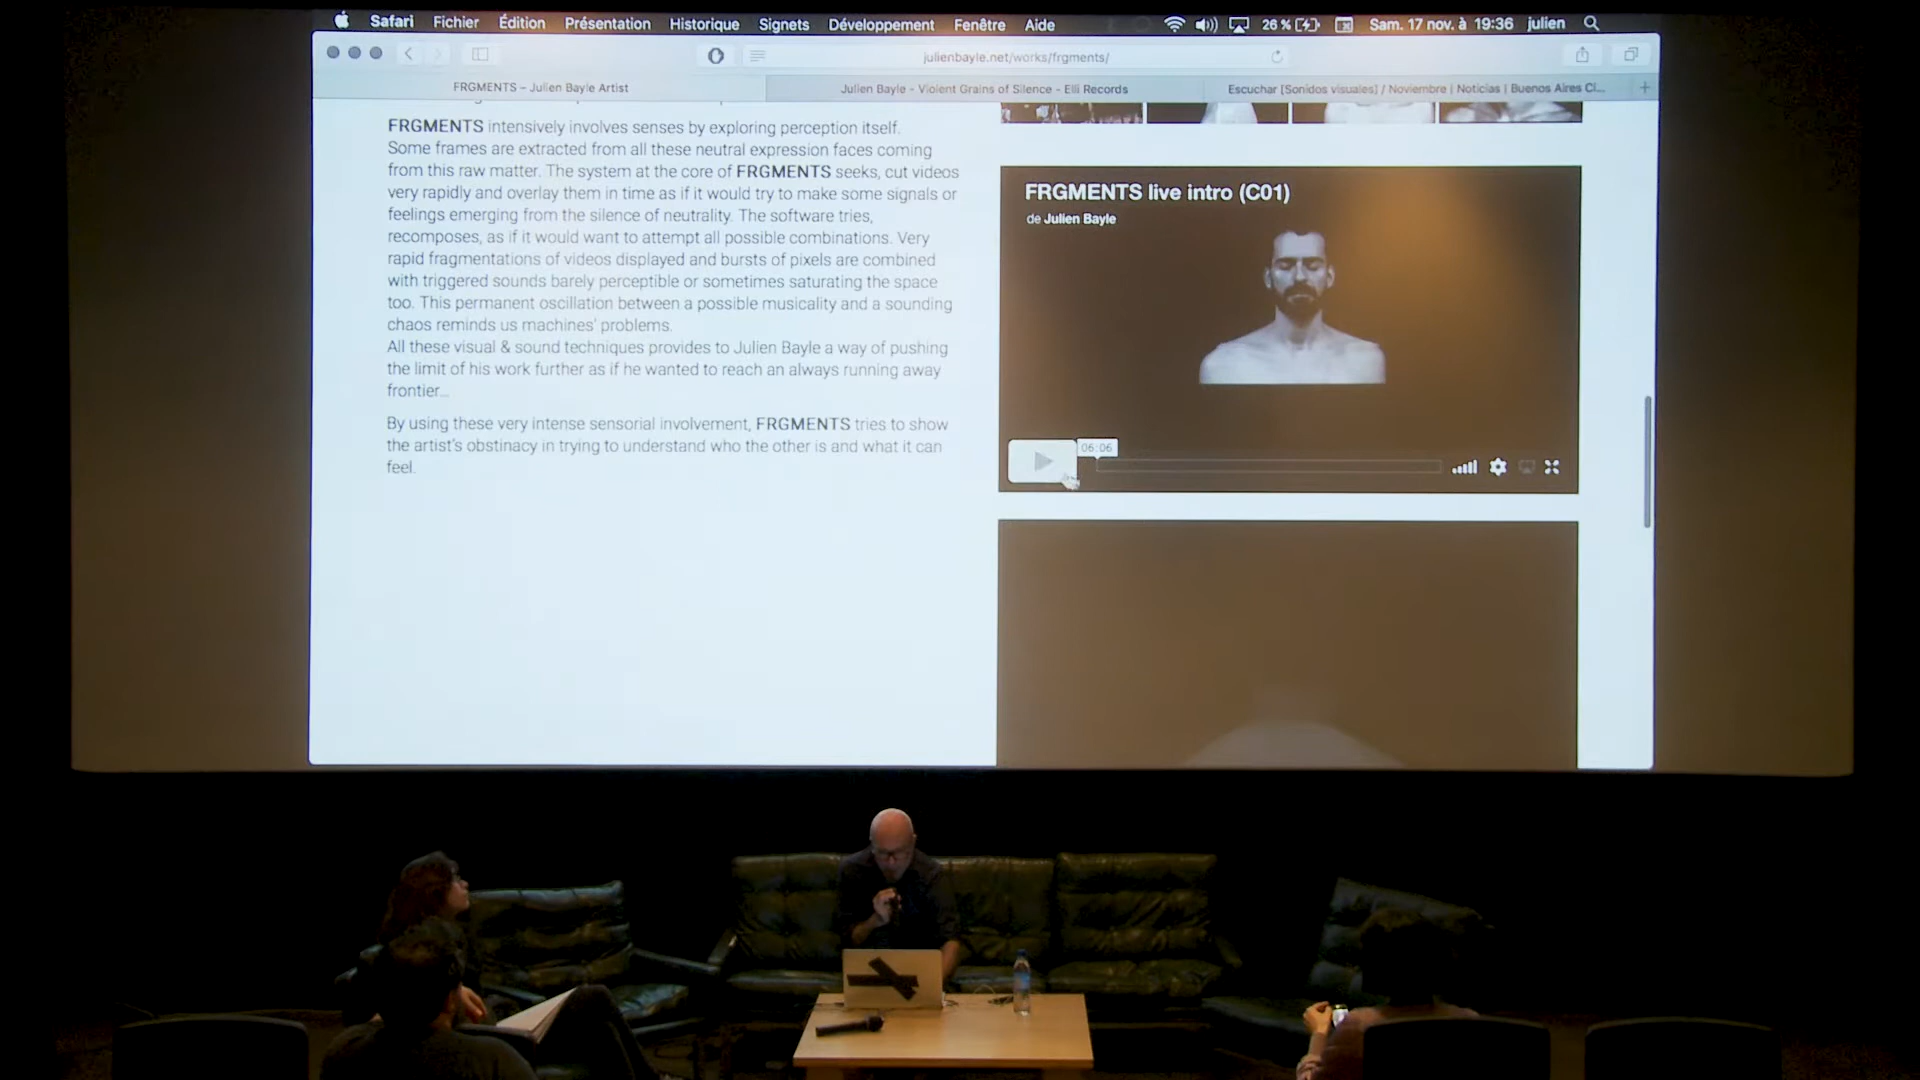 Safari Fichier Édition Présentation Historique Signets Développement Fenêtre Aide 26 % Sam. 17 nov. à 19:36 julien
julienbayle.net/works/frgments/
FRGMENTS – Julien Bayle Artist
Julien Bayle - Violent Grains of Silence - Elli Records
Escuchar [Sonidos visuales] / Noviembre | Noticias | Buenos Aires Ci...
FRGMENTS intensively involves senses by exploring perception itself.
Some frames are extracted from all these neutral expression faces coming
from this raw matter. The system at the core of FRGMENTS seeks, cut videos
very rapidly and overlay them in time as if it would try to make some signals or
feelings emerging from the silence of neutrality. The software tries,
recomposes, as if it would want to attempt all possible combinations. Very
rapid fragmentations of videos displayed and bursts of pixels are combined
with triggered sounds barely perceptible or sometimes saturating the space
too. This permanent oscillation between a possible musicality and a sounding
chaos reminds us machines' problems.
All these visual & sound techniques provides to Julien Bayle a way of pushing
the limit of his work further as if he wanted to reach an always running away
frontier...
By using these very intense sensorial involvement, FRGMENTS tries to show
the artist's obstinacy in trying to understand who the other is and what it can
feel.
FRGMENTS live intro (C01)
de Julien Bayle
06:06